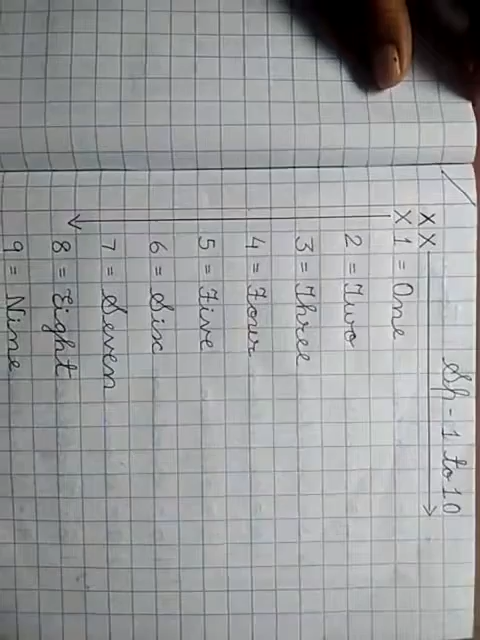 Sp - 1 to 10
X X
X 1 = One
2 = Two
3 = Three
4 = Four
5 = Five
6 = Six
7 = Seven
8 = Eight
9 = Nine